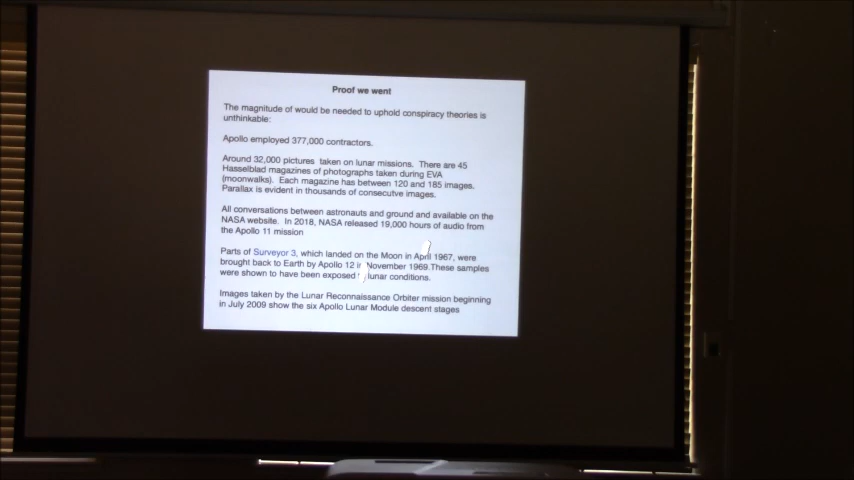 Proof we went
The magnitude of would be needed to uphold conspiracy theories is
unthinkable:
Apollo employed 377,000 contractors.
Around 32,000 pictures taken on lunar missions. There are 45
Hasselblad magazines of photographs taken during EVA
(moonwalks). Each magazine has between 120 and 185 images.
Parallax is evident in thousands of consecutve images.
All conversations between astronauts and ground and available on the
NASA website. In 2018, NASA released 19,000 hours of audio from
the Apollo 11 mission
Parts of Surveyor 3, which landed on the Moon in April 1967, were
brought back to Earth by Apollo 12 in November 1969.These samples
were shown to have been exposed lunar conditions.
Images taken by the Lunar Reconnaissance Orbiter mission beginning
in July 2009 show the six Apollo Lunar Module descent stages